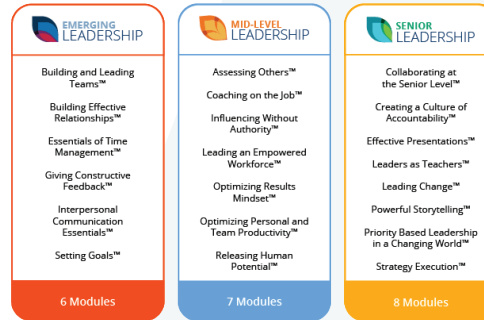 EMERGING
LEADERSHIP
Building and Leading
Teams™
Building Effective
Relationships™
Essentials of Time
Management™
Giving Constructive
Feedback™
Interpersonal
Communication
Essentials™
Setting Goals™
6 Modules
MID-LEVEL
LEADERSHIP
Assessing Others™
Coaching on the Job™
Influencing Without
Authority™
Leading an Empowered
Workforce™
Optimizing Results
Mindset™
Optimizing Personal and
Team Productivity™
Releasing Human
Potential™
7 Modules
SENIOR
LEADERSHIP
Collaborating at
the Senior Level™
Creating a Culture of
Accountability™
Effective Presentations™
Leaders as Teachers™
Leading Change™
Powerful Storytelling™
Priority Based Leadership
in a Changing World™
Strategy Execution™
8 Modules